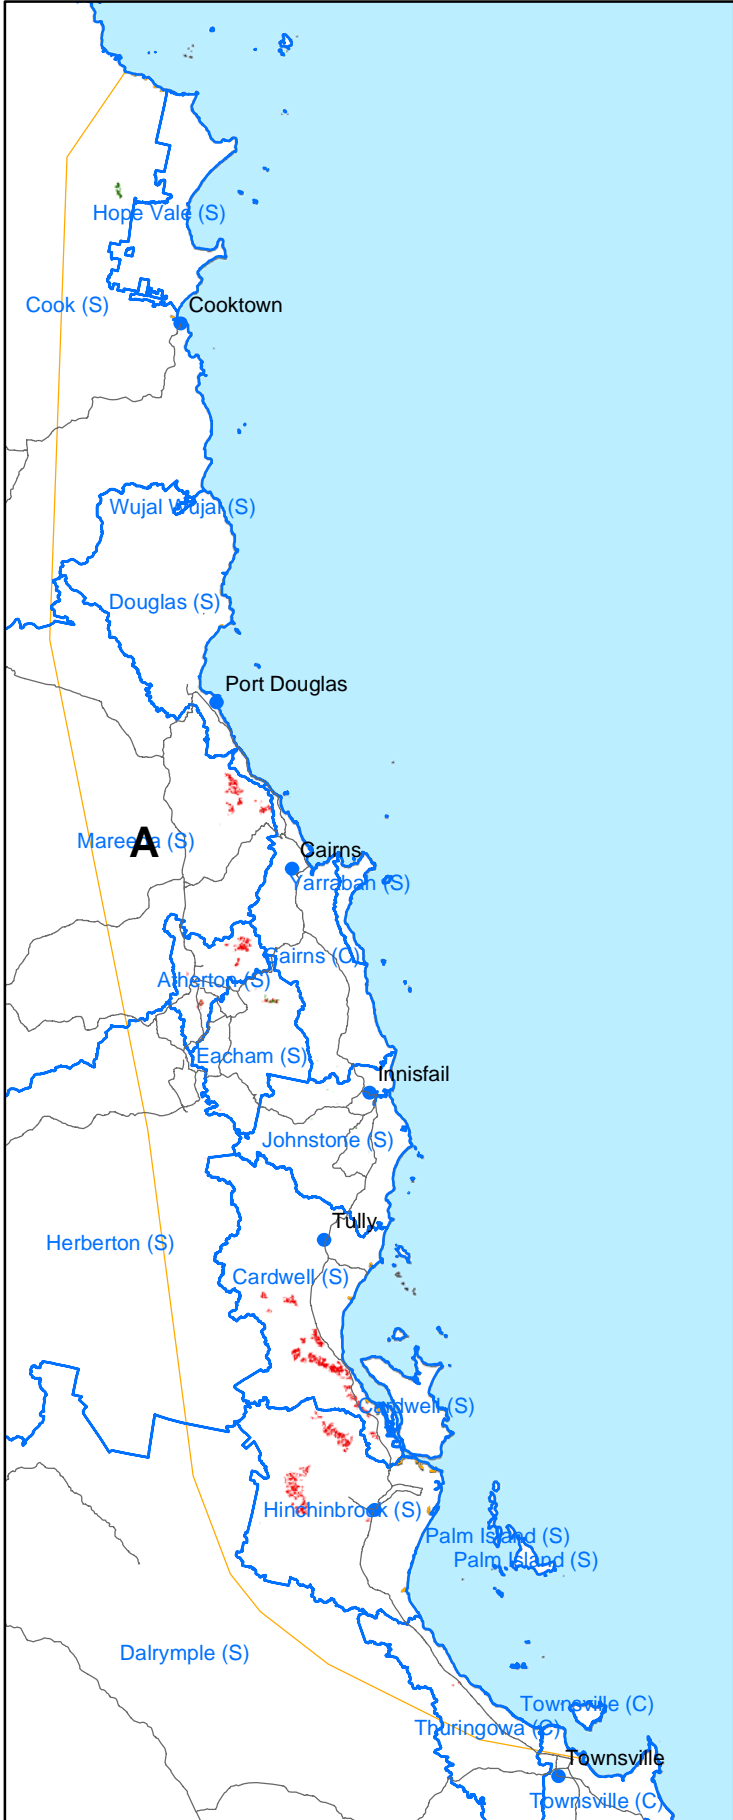 Hope Vale (S)
Cook (S)
Cooktown
Wujal Wujal (S)
Douglas (S)
Port Douglas
Mareeba (S)
A
Cairns
Yarrabah (S)
Cairns (C)
Atherton (S)
Eacham (S)
Innisfail
Johnstone (S)
Tully
Herberton (S)
Cardwell (S)
Cardwell (S)
Hinchinbrook (S)
Palm Island (S)
Palm Island (S)
Dalrymple (S)
Townsville (C)
Thuringowa (C)
Townsville
Townsville (C)